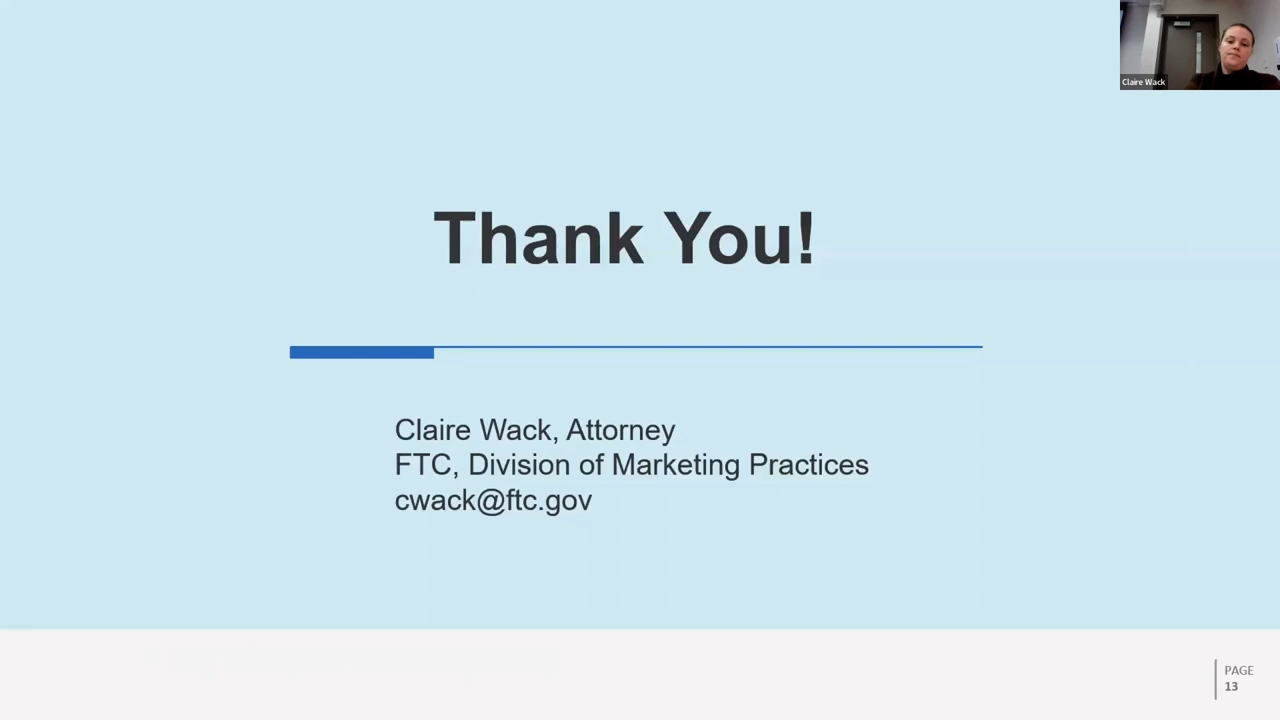 Claire Wack
Thank You!
Claire Wack, Attorney
FTC, Division of Marketing Practices
cwack@ftc.gov
PAGE
13